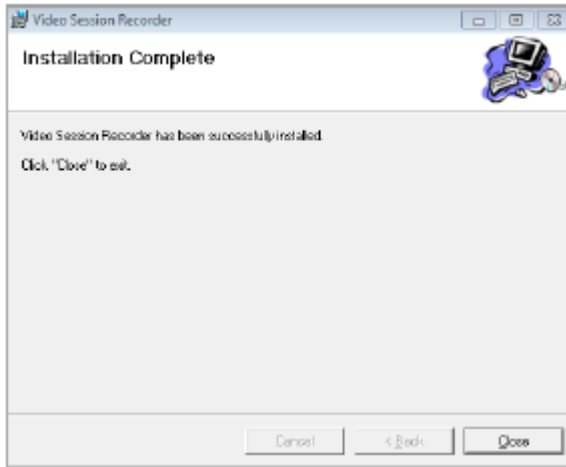 Video Session Recorder
Installation Complete
Video Session Recorder has been successfully installed.
Click "Close" to exit.
Cancel
< Back
Close